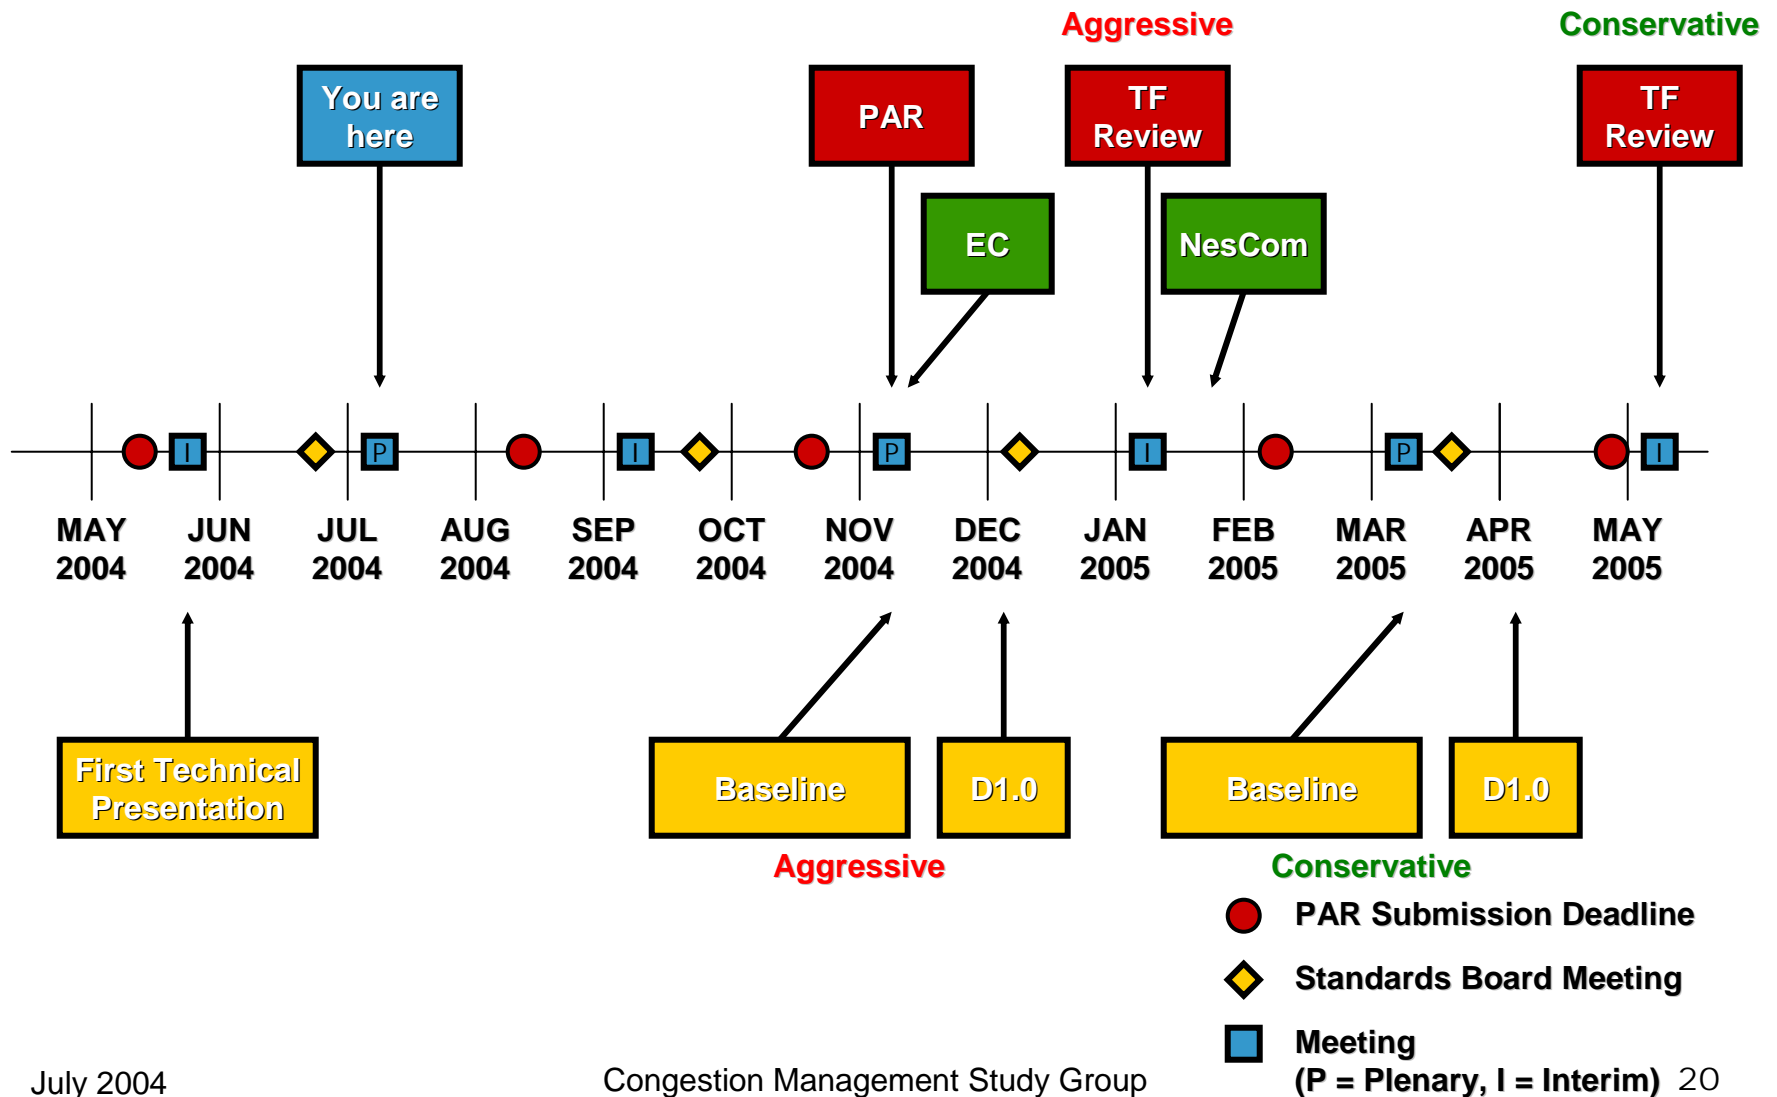 Aggressive
Conservative
You are
here
PAR
TF
Review
TF
Review
EC
NesCom
I
P
I
P
I
P
I
MAY
2004
JUN
2004
JUL
2004
AUG
2004
SEP
2004
OCT
2004
NOV
2004
DEC
2004
JAN
2005
FEB
2005
MAR
2005
APR
2005
MAY
2005
First Technical
Presentation
Baseline
D1.0
Baseline
D1.0
Aggressive
Conservative
PAR Submission Deadline
Standards Board Meeting
Meeting
(P = Plenary, I = Interim)
July 2004
Congestion Management Study Group
20